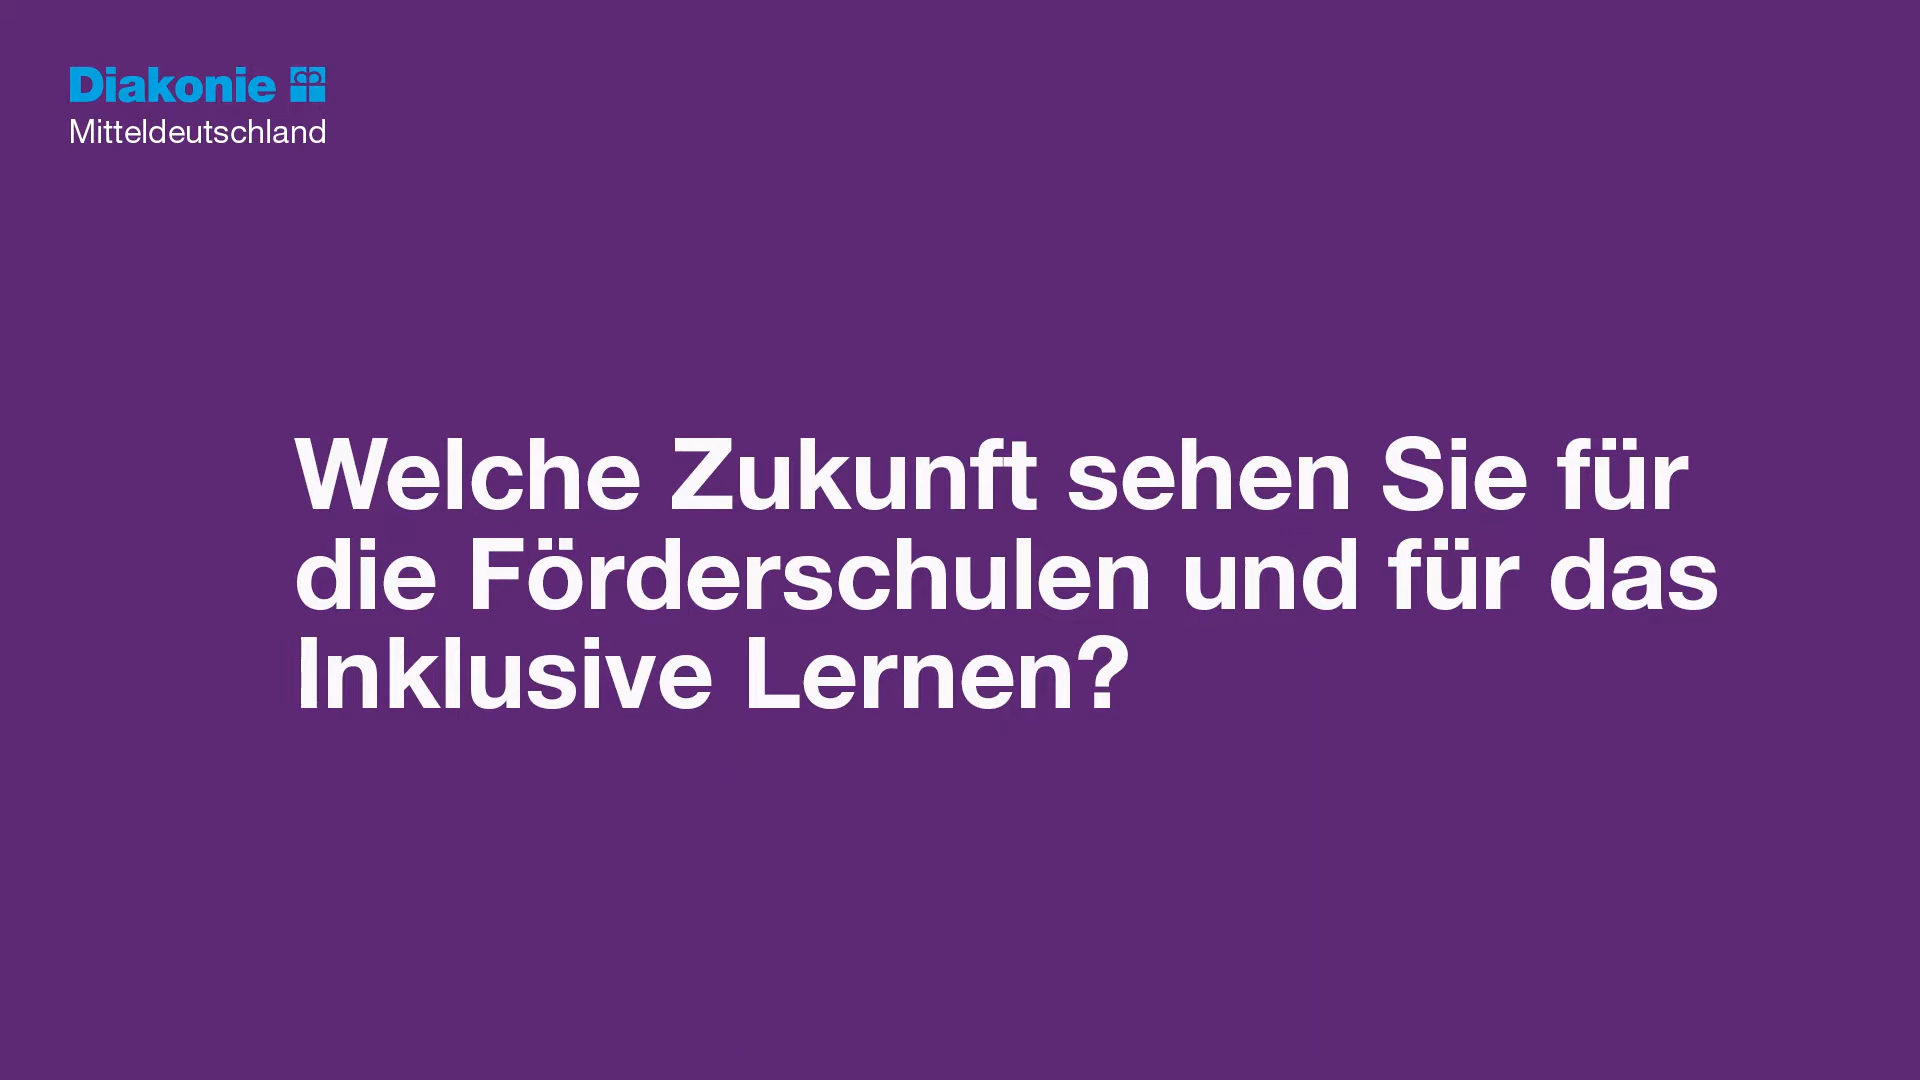 Diakonie
Mitteldeutschland
Welche Zukunft sehen Sie für
die Förderschulen und für das
Inklusive Lernen?